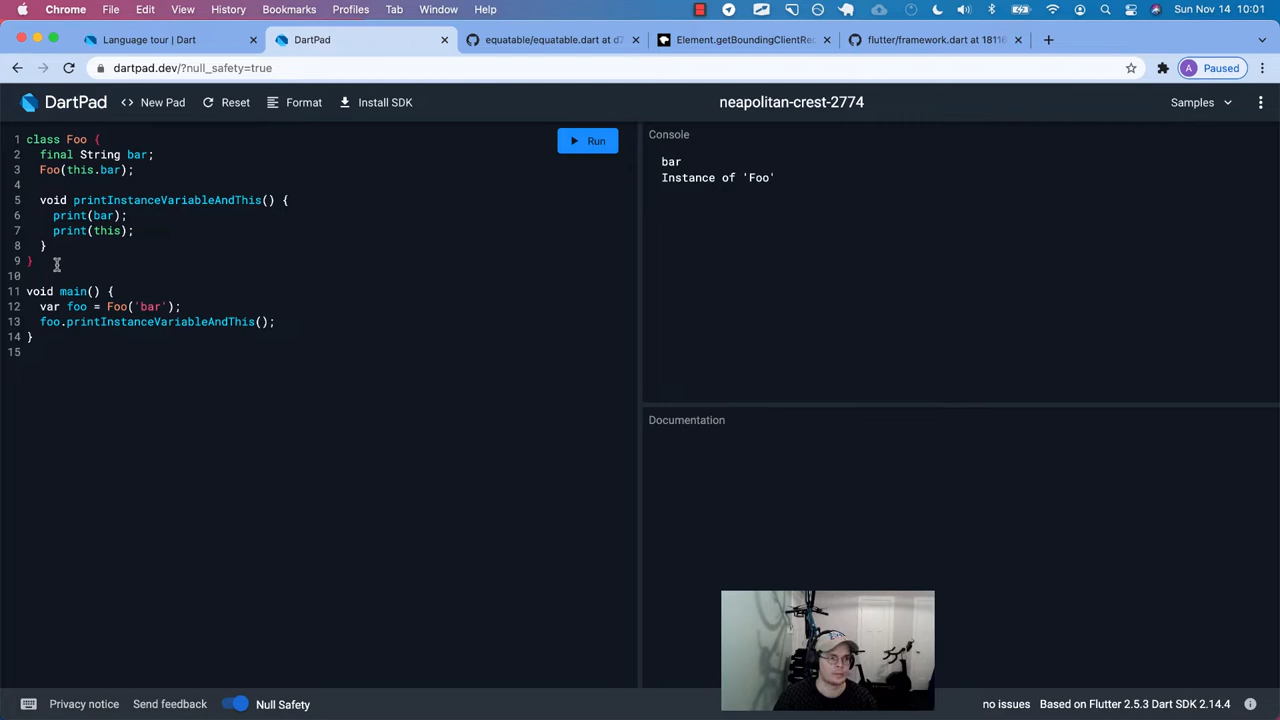 Chrome File Edit View History Bookmarks Profiles Tab Window Help Sun Nov 14 10:01
Language tour | Dart DartPad equatable/equatable.dart at d7 Element.getBoundingClientRec flutter/framework.dart at 18116
dartpad.dev/?null_safety=true A Paused
DartPad <> New Pad Reset Format Install SDK neapolitan-crest-2774 Samples
Run
Console
bar
Instance of 'Foo'
1 class Foo {
2 final String bar;
3 Foo(this.bar);
4
5 void printInstanceVariableAndThis() {
6 print(bar);
7 print(this);
8 }
9 }
10
11 void main() {
12 var foo = Foo('bar');
13 foo.printInstanceVariableAndThis();
14 }
15
Documentation
Privacy notice Send feedback Null Safety no issues Based on Flutter 2.5.3 Dart SDK 2.14.4